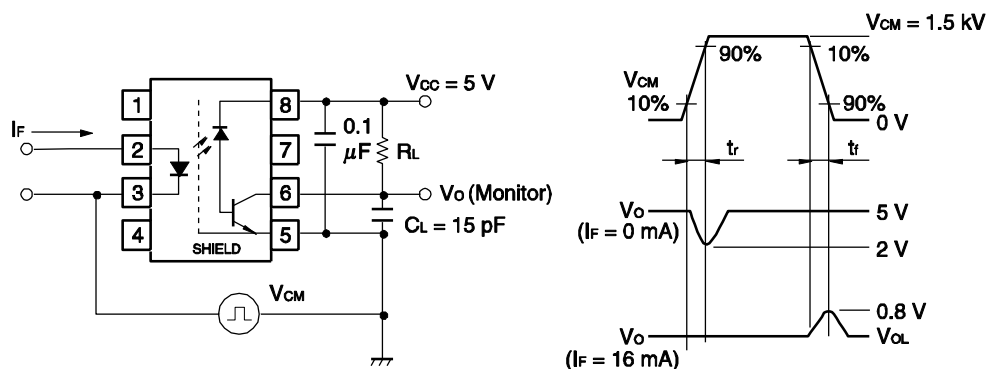 VCC = 5 V
1
8
IF
0.1
μF
RL
2
7
3
6
VO (Monitor)
4
5
CL = 15 pF
SHIELD
VCM
VCM = 1.5 kV
90%
10%
VCM
10%
90%
0 V
tr
tf
VO
(IF = 0 mA)
5 V
2 V
0.8 V
VO
VOL
(IF = 16 mA)